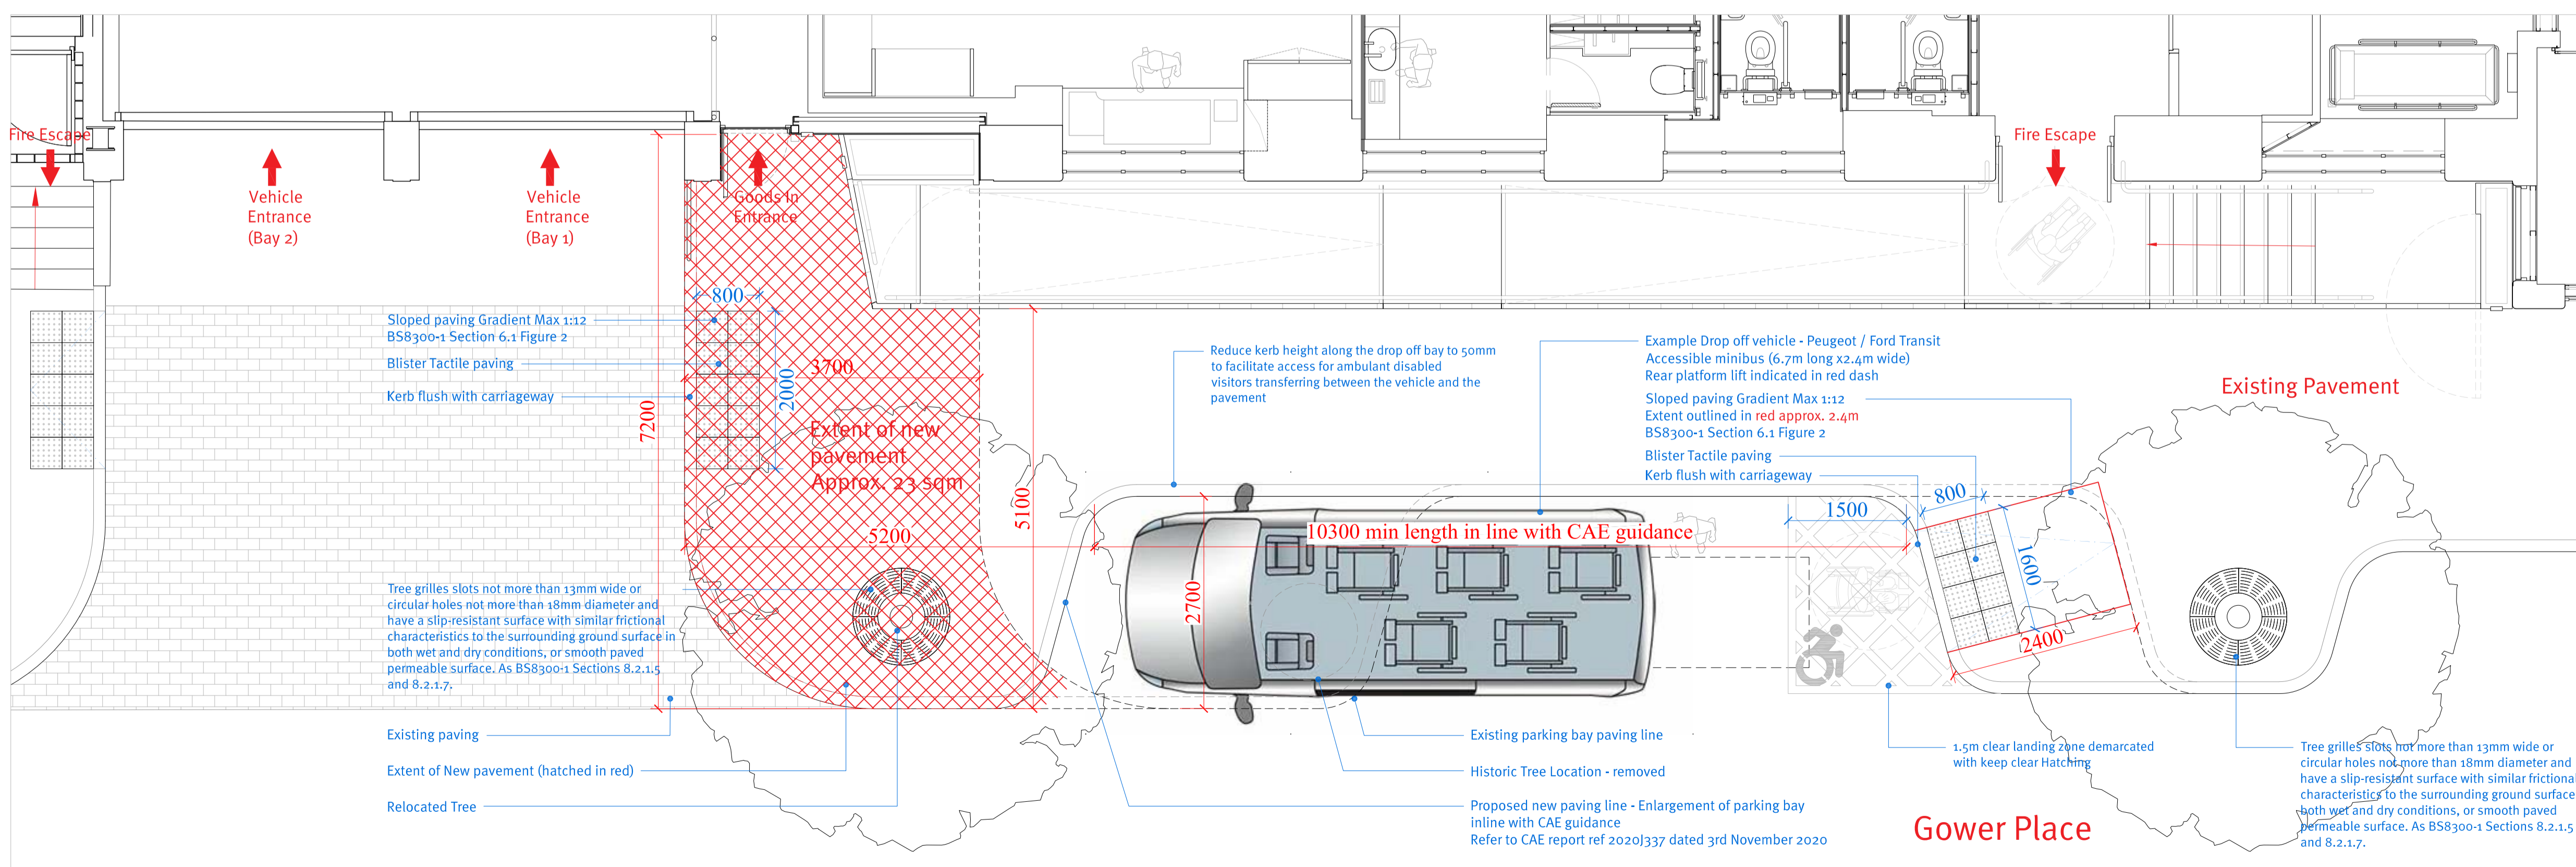 Fire Escape
Vehicle
Entrance
(Bay 2)
Vehicle
Entrance
(Bay 1)
Goods In
Entrance
Fire Escape
800
Sloped paving Gradient Max 1:12
BS8300-1 Section 6.1 Figure 2
Blister Tactile paving
Kerb flush with carriageway
3700
2000
7200
Extent of new
pavement
Approx. 23 sqm
5100
5200
Reduce kerb height along the drop off bay to 50mm
to facilitate access for ambulant disabled
visitors transferring between the vehicle and the
pavement
Example Drop off vehicle - Peugeot / Ford Transit
Accessible minibus (6.7m long x2.4m wide)
Rear platform lift indicated in red dash
Sloped paving Gradient Max 1:12
Extent outlined in red approx. 2.4m
BS8300-1 Section 6.1 Figure 2
Blister Tactile paving
Kerb flush with carriageway
Existing Pavement
10300 min length in line with CAE guidance
2700
1500
800
1600
2400
Tree grilles slots not more than 13mm wide or
circular holes not more than 18mm diameter and
have a slip-resistant surface with similar frictional
characteristics to the surrounding ground surface in
both wet and dry conditions, or smooth paved
permeable surface. As BS8300-1 Sections 8.2.1.5
and 8.2.1.7.
Existing paving
Extent of New pavement (hatched in red)
Relocated Tree
Existing parking bay paving line
Historic Tree Location - removed
Proposed new paving line - Enlargement of parking bay
inline with CAE guidance
Refer to CAE report ref 2020J337 dated 3rd November 2020
1.5m clear landing zone demarcated
with keep clear Hatching
Gower Place
Tree grilles slots not more than 13mm wide or
circular holes not more than 18mm diameter and
have a slip-resistant surface with similar frictional
characteristics to the surrounding ground surface
both wet and dry conditions, or smooth paved
permeable surface. As BS8300-1 Sections 8.2.1.5
and 8.2.1.7.